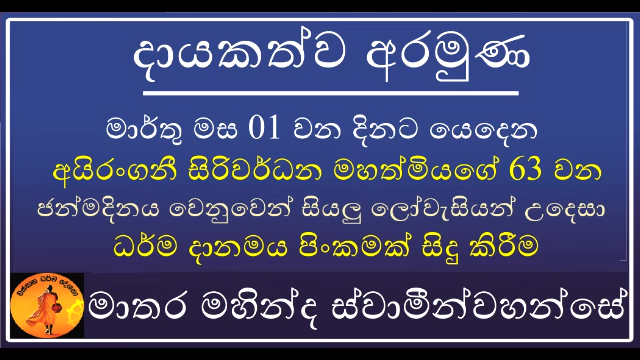 දායකත්ව අරමුණ
මාර්තු මස 01 වන දිනට යෙදෙන
අයිරංගනී සිරිවර්ධන මහත්මියගේ 63 වන
ජන්මදිනය වෙනුවෙන් සියලු ලෝවැසියන් උදෙසා
ධර්ම දානමය පින්කමක් සිදු කිරීම
මාතර මහින්ද ස්වාමීන්වහන්සේ